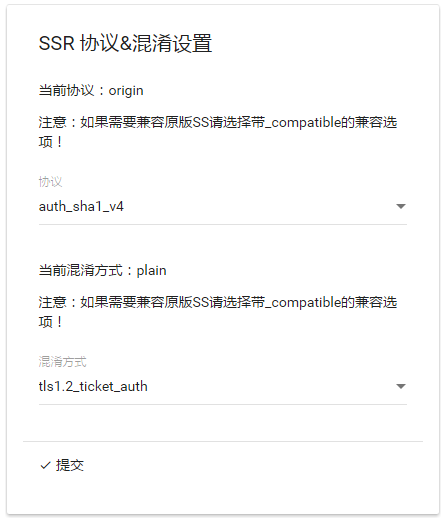 SSR 协议&混淆设置
当前协议：origin
注意：如果需要兼容原版SS请选择带_compatible的兼容选
项！
协议
auth_sha1_v4
当前混淆方式：plain
注意：如果需要兼容原版SS请选择带_compatible的兼容选
项！
混淆方式
tls1.2_ticket_auth
提交